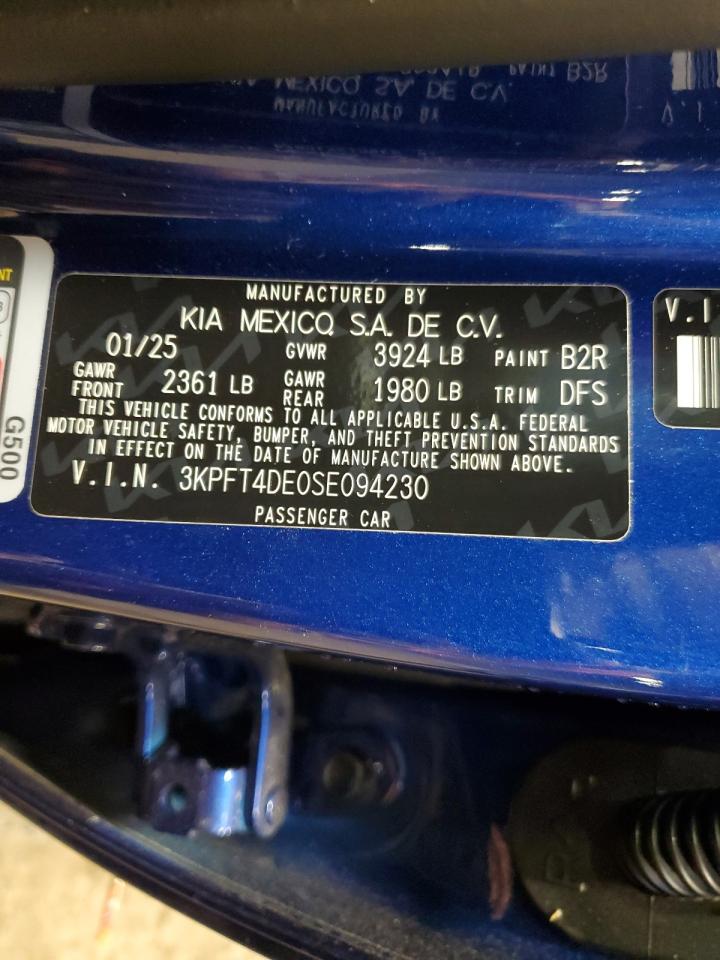 MANUFACTURED BY
KIA MEXICO, S.A. DE C.V.
01/25 GVWR 3924 LB PAINT B2R
GAWR FRONT 2361 LB GAWR REAR 1980 LB TRIM DFS
THIS VEHICLE CONFORMS TO ALL APPLICABLE U.S.A. FEDERAL
MOTOR VEHICLE SAFETY, BUMPER, AND THEFT PREVENTION STANDARDS
IN EFFECT ON THE DATE OF MANUFACTURE SHOWN ABOVE.
V.I.N. 3KPFT4DE0SE094230
PASSENGER CAR
G500
V.I